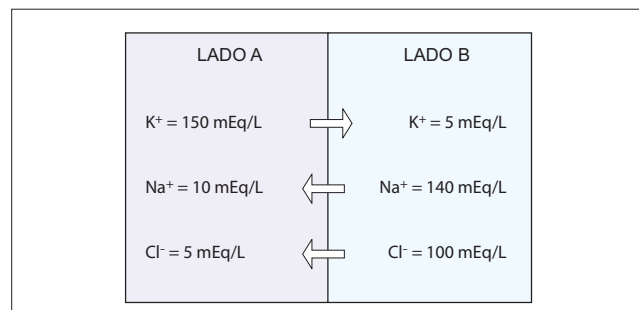 LADO A LADO B
K⁺ = 150 mEq/L K⁺ = 5 mEq/L
Na⁺ = 10 mEq/L Na⁺ = 140 mEq/L
Cl⁻ = 5 mEq/L Cl⁻ = 100 mEq/L